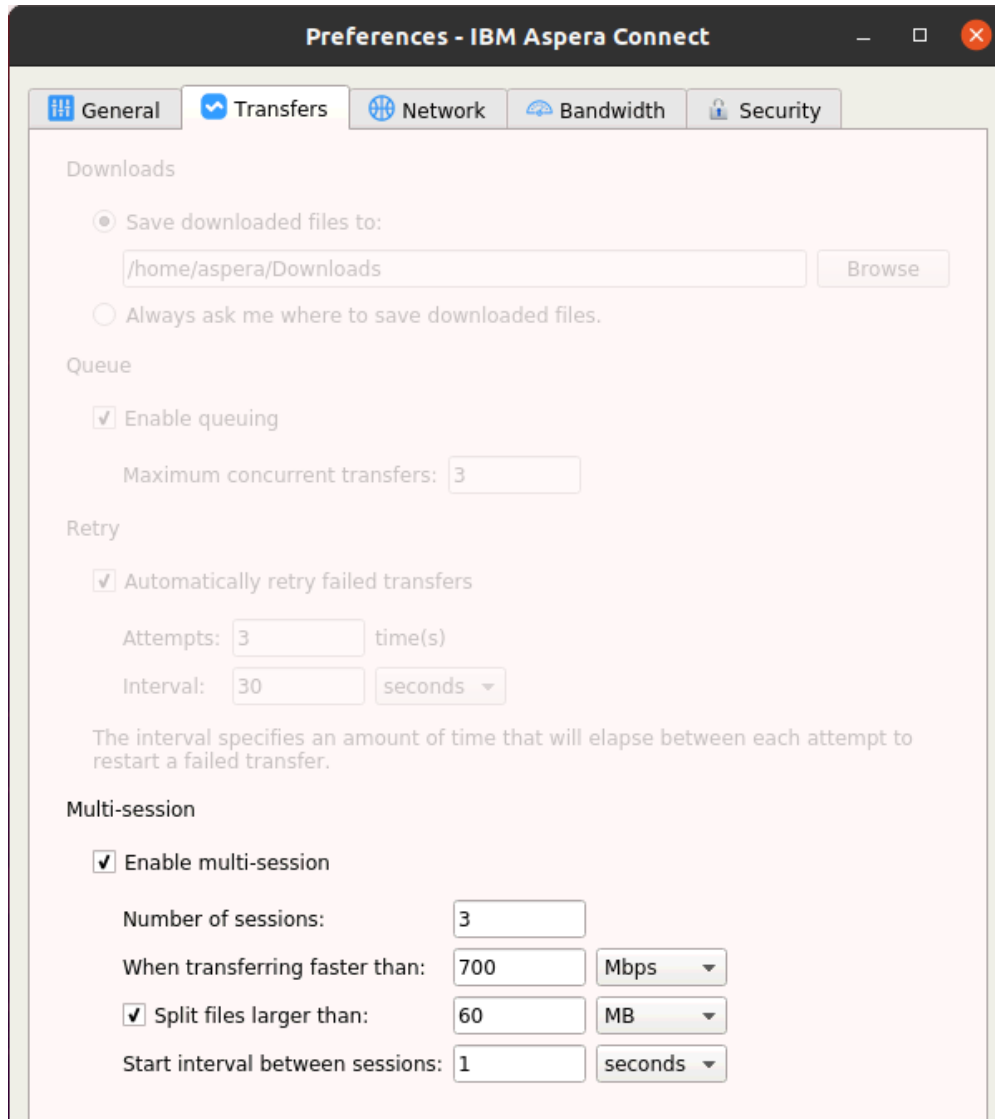 Preferences - IBM Aspera Connect
General Transfers Network Bandwidth Security
Downloads
Save downloaded files to:
/home/aspera/Downloads Browse
Always ask me where to save downloaded files.
Queue
Enable queuing
Maximum concurrent transfers: 3
Retry
Automatically retry failed transfers
Attempts: 3 time(s)
Interval: 30 seconds
The interval specifies an amount of time that will elapse between each attempt to
restart a failed transfer.
Multi-session
Enable multi-session
Number of sessions: 3
When transferring faster than: 700 Mbps
Split files larger than: 60 MB
Start interval between sessions: 1 seconds